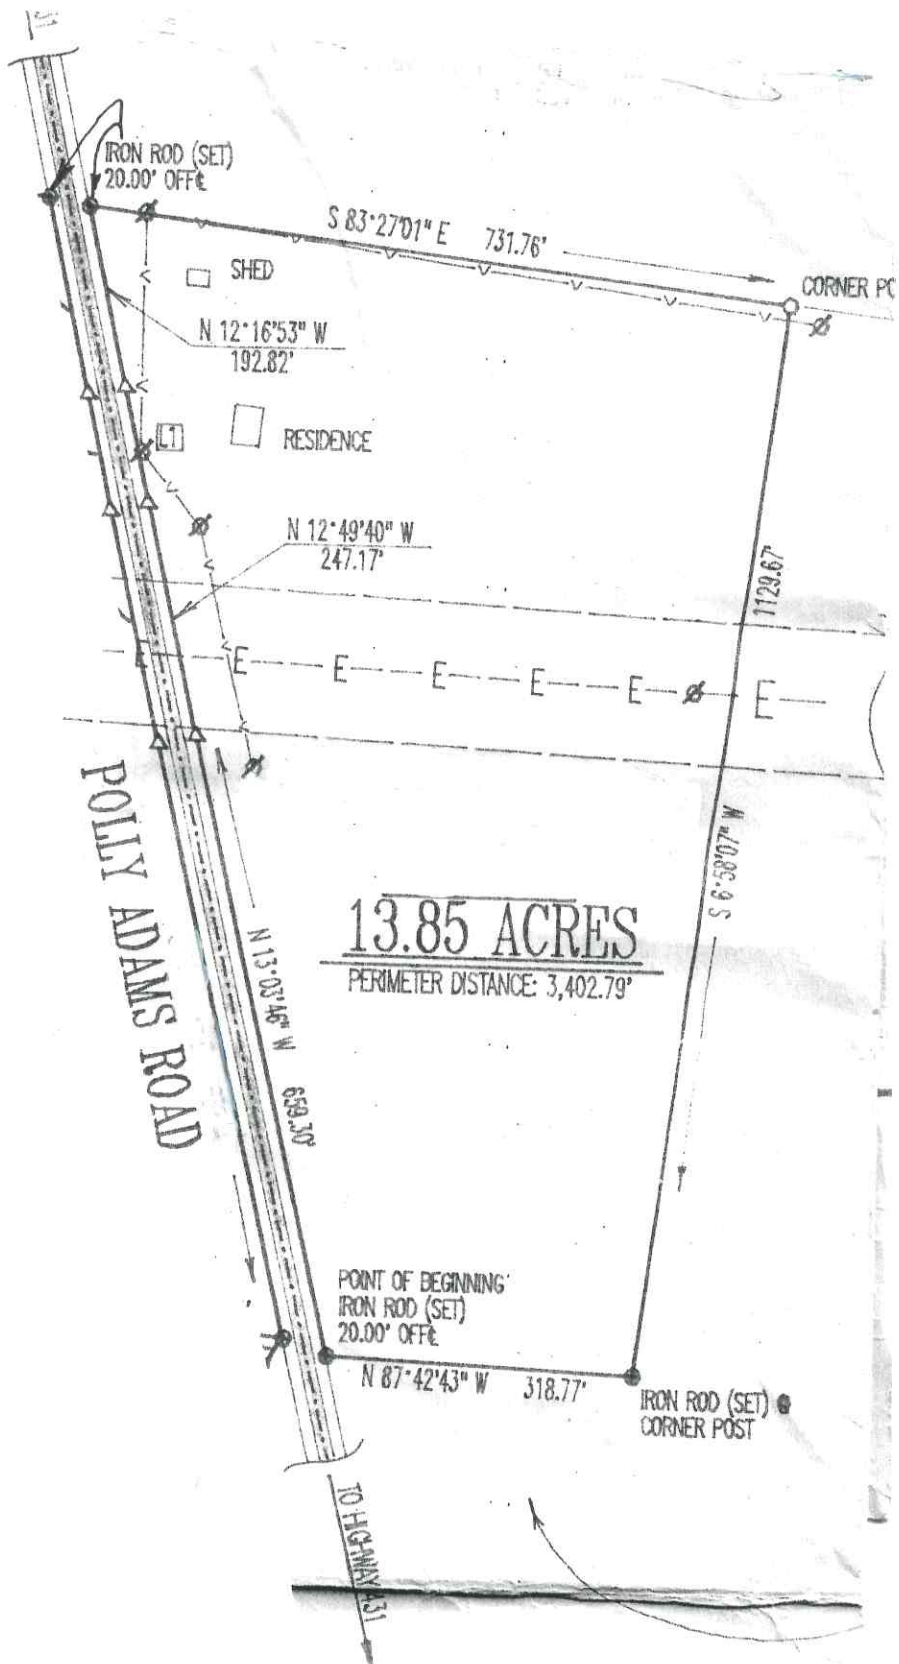 IRON ROD (SET)
20.00' OFF℄
S 83°27'01" E 731.76'
SHED
CORNER PO
N 12°16'53" W
192.82'
L1
RESIDENCE
N 12°49'40" W
247.17'
1129.67'
E E E E E E E
S 6°58'07" W
POLLY ADAMS ROAD
13.85 ACRES
PERIMETER DISTANCE: 3,402.79'
N 13°03'46" W 659.30'
POINT OF BEGINNING
IRON ROD (SET)
20.00' OFF℄
N 87°42'43" W 318.77'
IRON ROD (SET)
CORNER POST
TO HIGHWAY 431